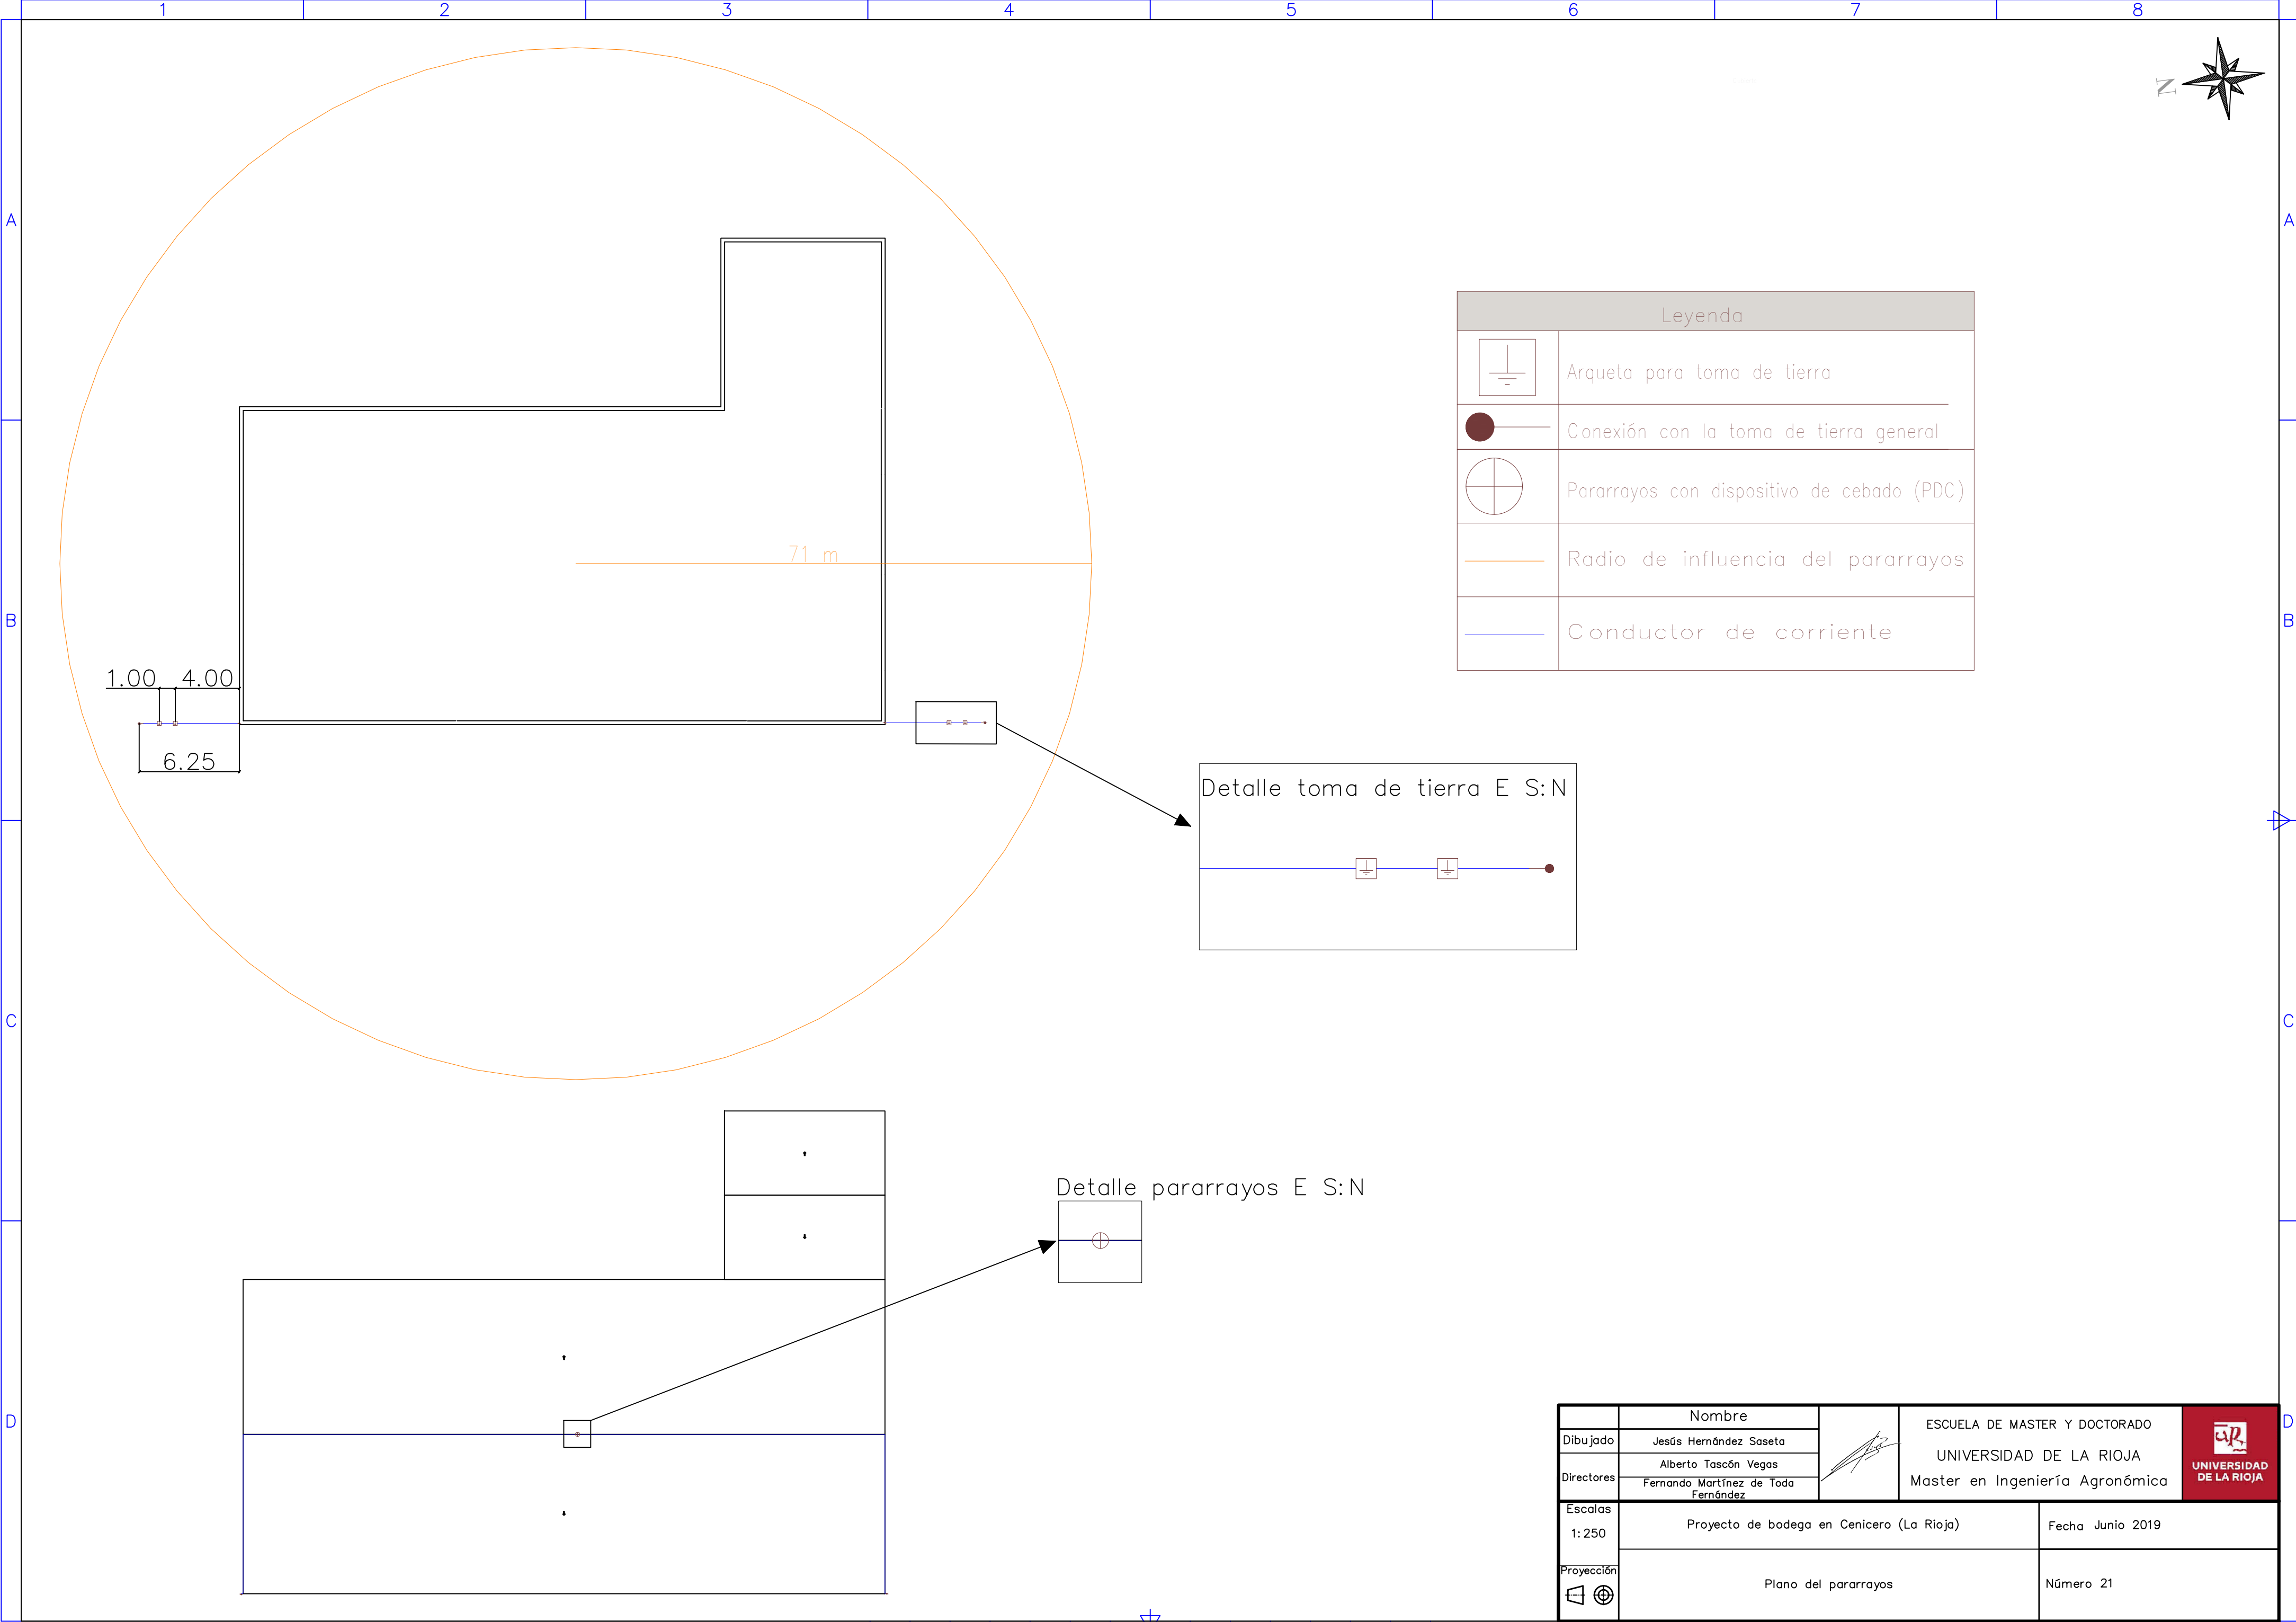 1 2 3 4 5 6 7 8
A A
N
Leyenda
Arqueta para toma de tierra
Conexión con la toma de tierra general
Pararrayos con dispositivo de cebado (PDC)
71 m
Radio de influencia del pararrayos
B B
Conductor de corriente
1.00 4.00
6.25
Detalle toma de tierra E S:N
C C
Detalle pararrayos E S:N
D D
Nombre
Dibujado Jesús Hernández Saseta
Directores Alberto Tascón Vegas
Fernando Martínez de Toda
Fernández
ESCUELA DE MASTER Y DOCTORADO
UNIVERSIDAD DE LA RIOJA
Master en Ingeniería Agronómica
UR
UNIVERSIDAD
DE LA RIOJA
Escalas
1:250
Proyecto de bodega en Cenicero (La Rioja)
Fecha Junio 2019
Proyección
Plano del pararrayos
Número 21